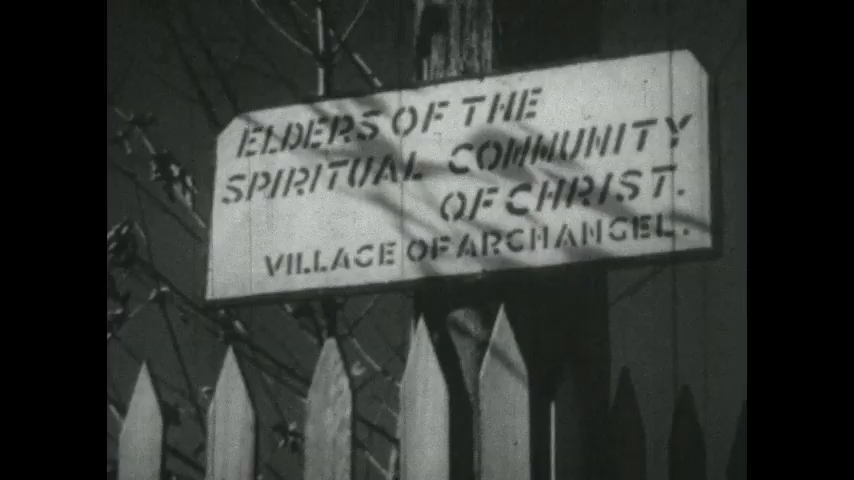 ELDERS OF THE
SPIRITUAL COMMUNITY
OF CHRIST.
VILLAGE OF ARCHANGEL.